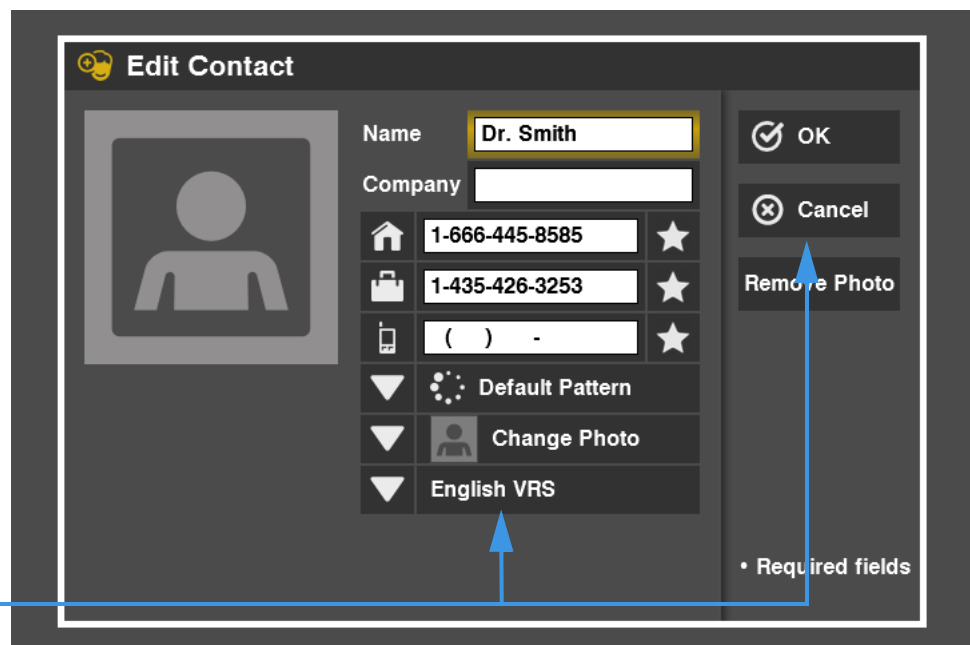 Edit Contact
Name
Dr. Smith
Company
1-666-445-8585
1-435-426-3253
( ) -
Default Pattern
Change Photo
English VRS
OK
Cancel
Remove Photo
• Required fields